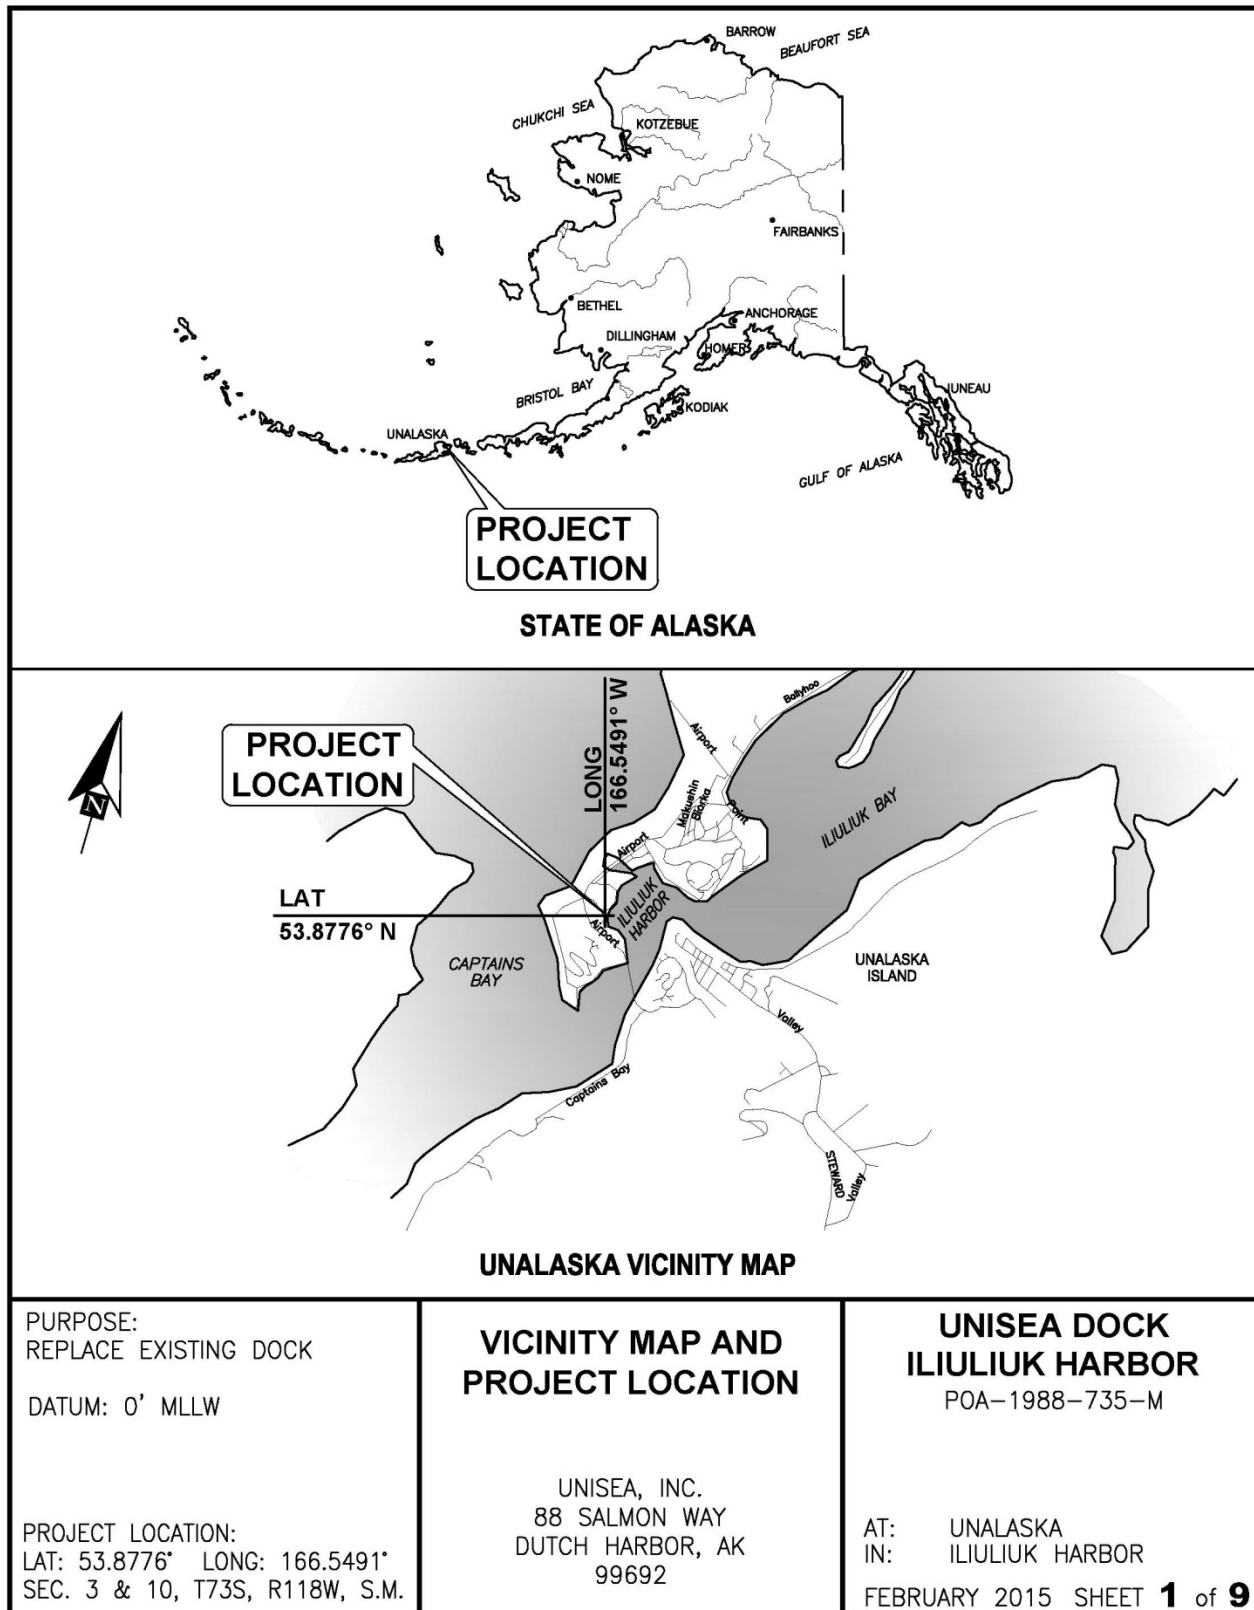 BARROW
BEAUFORT SEA
CHUKCHI SEA
KOTZEBUE
NOME
FAIRBANKS
BETHEL
ANCHORAGE
DILLINGHAM
HOMER
BRISTOL BAY
KODIAK
JUNEAU
UNALASKA
GULF OF ALASKA
PROJECT
LOCATION
STATE OF ALASKA
N
PROJECT
LOCATION
LONG
166.5491° W
Ballyhoo
Airport
Makushin
Biorka
Point
Airport
ILIULIUK BAY
LAT
53.8776° N
ILIULIUK
HARBOR
Airport
CAPTAINS
BAY
UNALASKA
ISLAND
Valley
Captains Bay
STEWARD
Valley
UNALASKA VICINITY MAP
PURPOSE:
REPLACE EXISTING DOCK
DATUM: 0' MLLW
PROJECT LOCATION:
LAT: 53.8776° LONG: 166.5491°
SEC. 3 & 10, T73S, R118W, S.M.
VICINITY MAP AND
PROJECT LOCATION
UNISEA, INC.
88 SALMON WAY
DUTCH HARBOR, AK
99692
UNISEA DOCK
ILIULIUK HARBOR
POA-1988-735-M
AT: UNALASKA
IN: ILIULIUK HARBOR
FEBRUARY 2015 SHEET 1 of 9